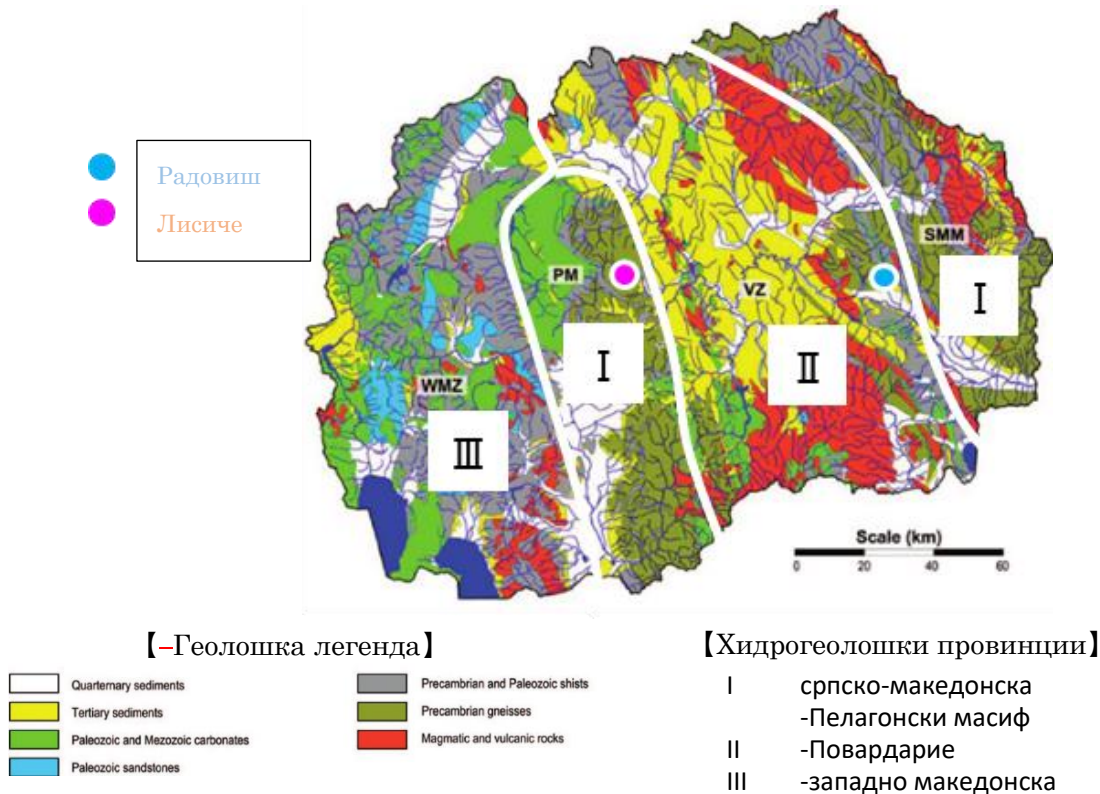 Радовиш
Лисиче
PM
I
WMZ
III
VZ
II
SMM
I
Scale (km)
0 20 40 60
【–Геолошка легенда】
Quarternary sediments
Tertiary sediments
Paleozoic and Mezozoic carbonates
Paleozoic sandstones
Precambrian and Paleozoic shists
Precambrian gneisses
Magmatic and vulcanic rocks
【Хидрогеолошки провинции】
I српско-македонска
-Пелагонски масиф
II -Повардарие
III -западно македонска